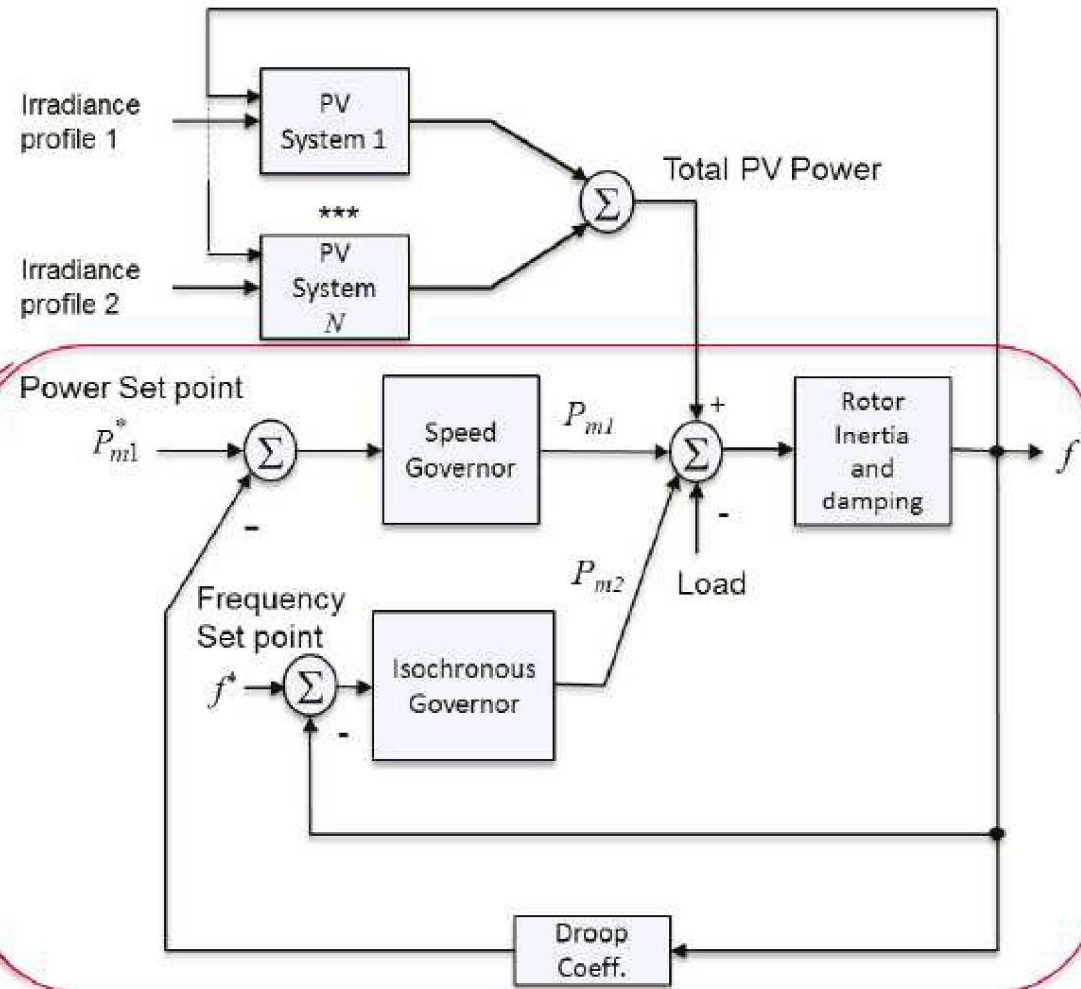 Irradiance
profile 1
PV
System 1
Σ
Total PV Power
***
Irradiance
profile 2
PV
System
N
Power Set point
P*m1
Σ
-
Speed
Governor
Pm1
+
Σ
-
Load
Rotor
Inertia
and
damping
f
Pm2
Frequency
Set point
f*
Σ
-
Isochronous
Governor
Droop
Coeff.